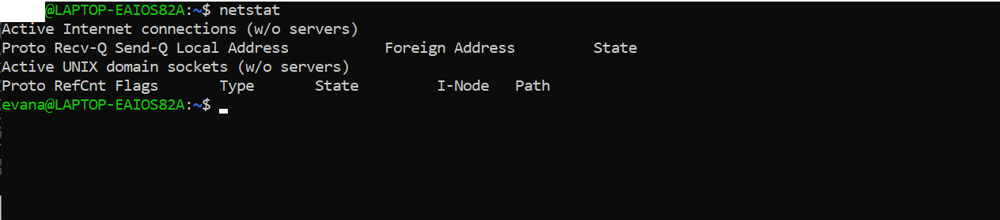 @LAPTOP-EAIOS82A:~$ netstat
Active Internet connections (w/o servers)
Proto Recv-Q Send-Q Local Address           Foreign Address         State
Active UNIX domain sockets (w/o servers)
Proto RefCnt Flags       Type       State         I-Node   Path
evana@LAPTOP-EAIOS82A:~$